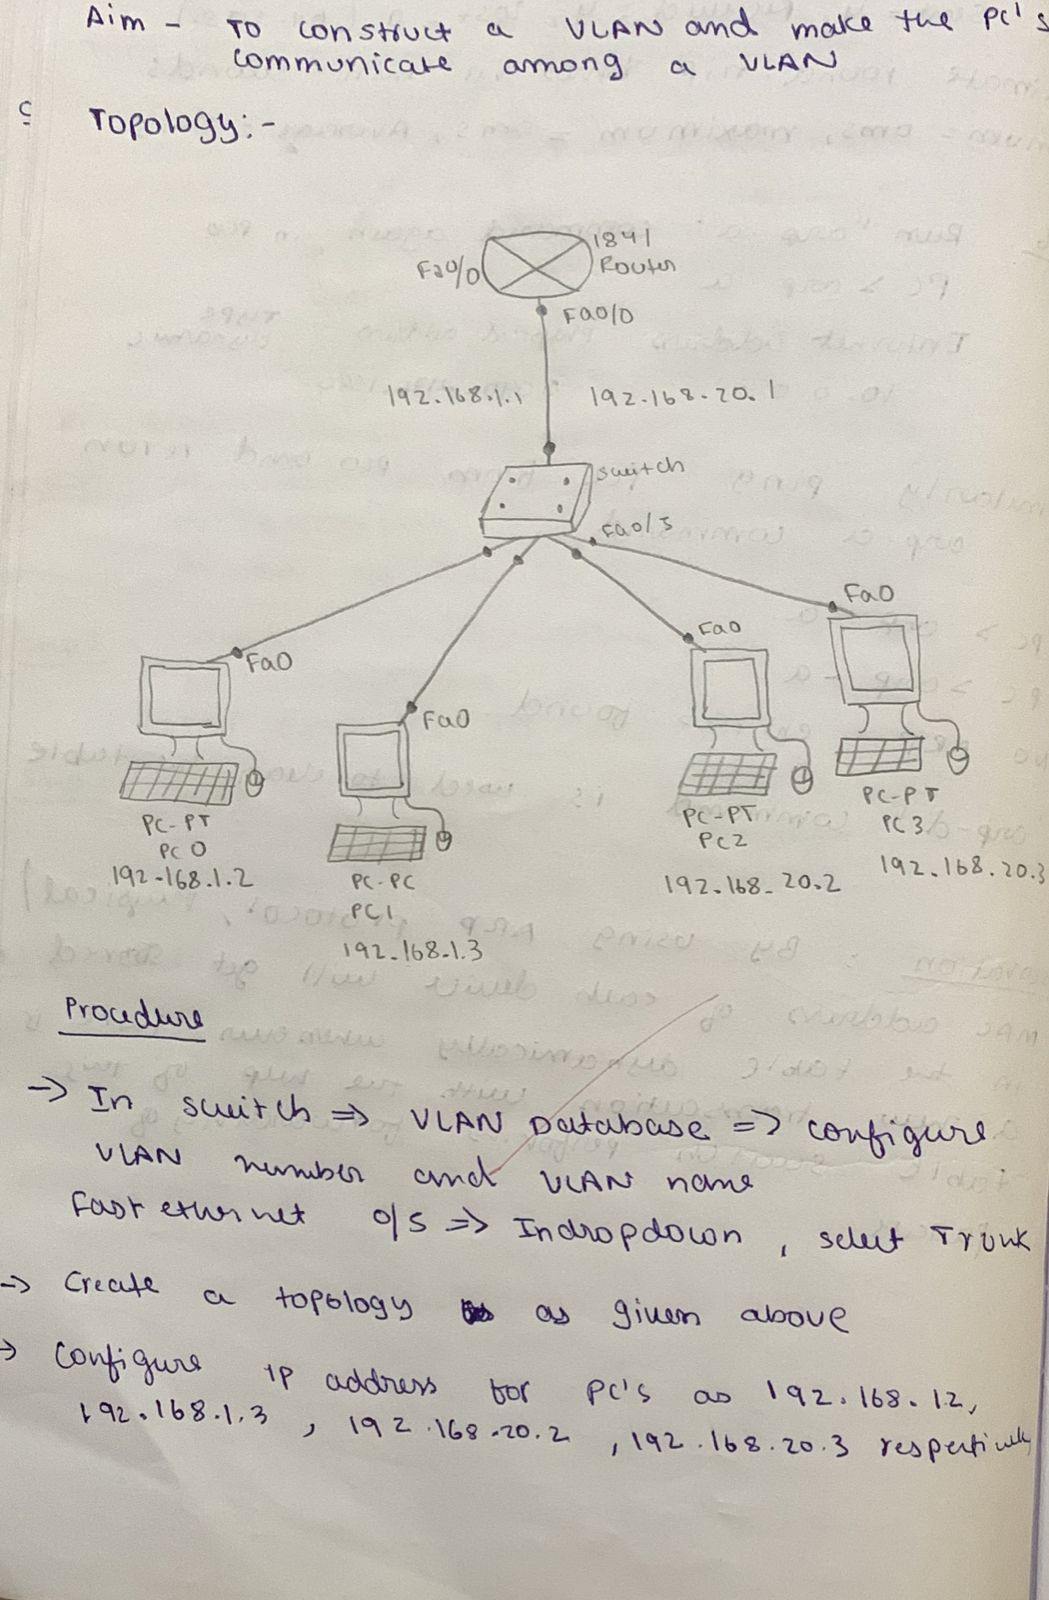 Aim - To construct a VLAN and make the PC's
communicate among a VLAN
Topology:-
1841
Router
Fa0/0
Fa0/0
192.168.1.1 192.168.20.1
switch
Fa0/5
Fa0
Fa0
Fa0
Fa0
PC-PT
PC0
192-168.1.2
PC-PC
PC1
192.168.1.3
PC-PT
PC2
192.168.20.2
PC-PT
PC3
192.168.20.3
Procedure
→ In switch ⇒ VLAN Database ⇒ configure
VLAN number and VLAN name
Fast ethernet 0/5 ⇒ In dropdown, select Trunk
→ Create a topology as given above
→ Configure IP address for PC's as 192.168.12,
192.168.1.3, 192.168.20.2, 192.168.20.3 respectively